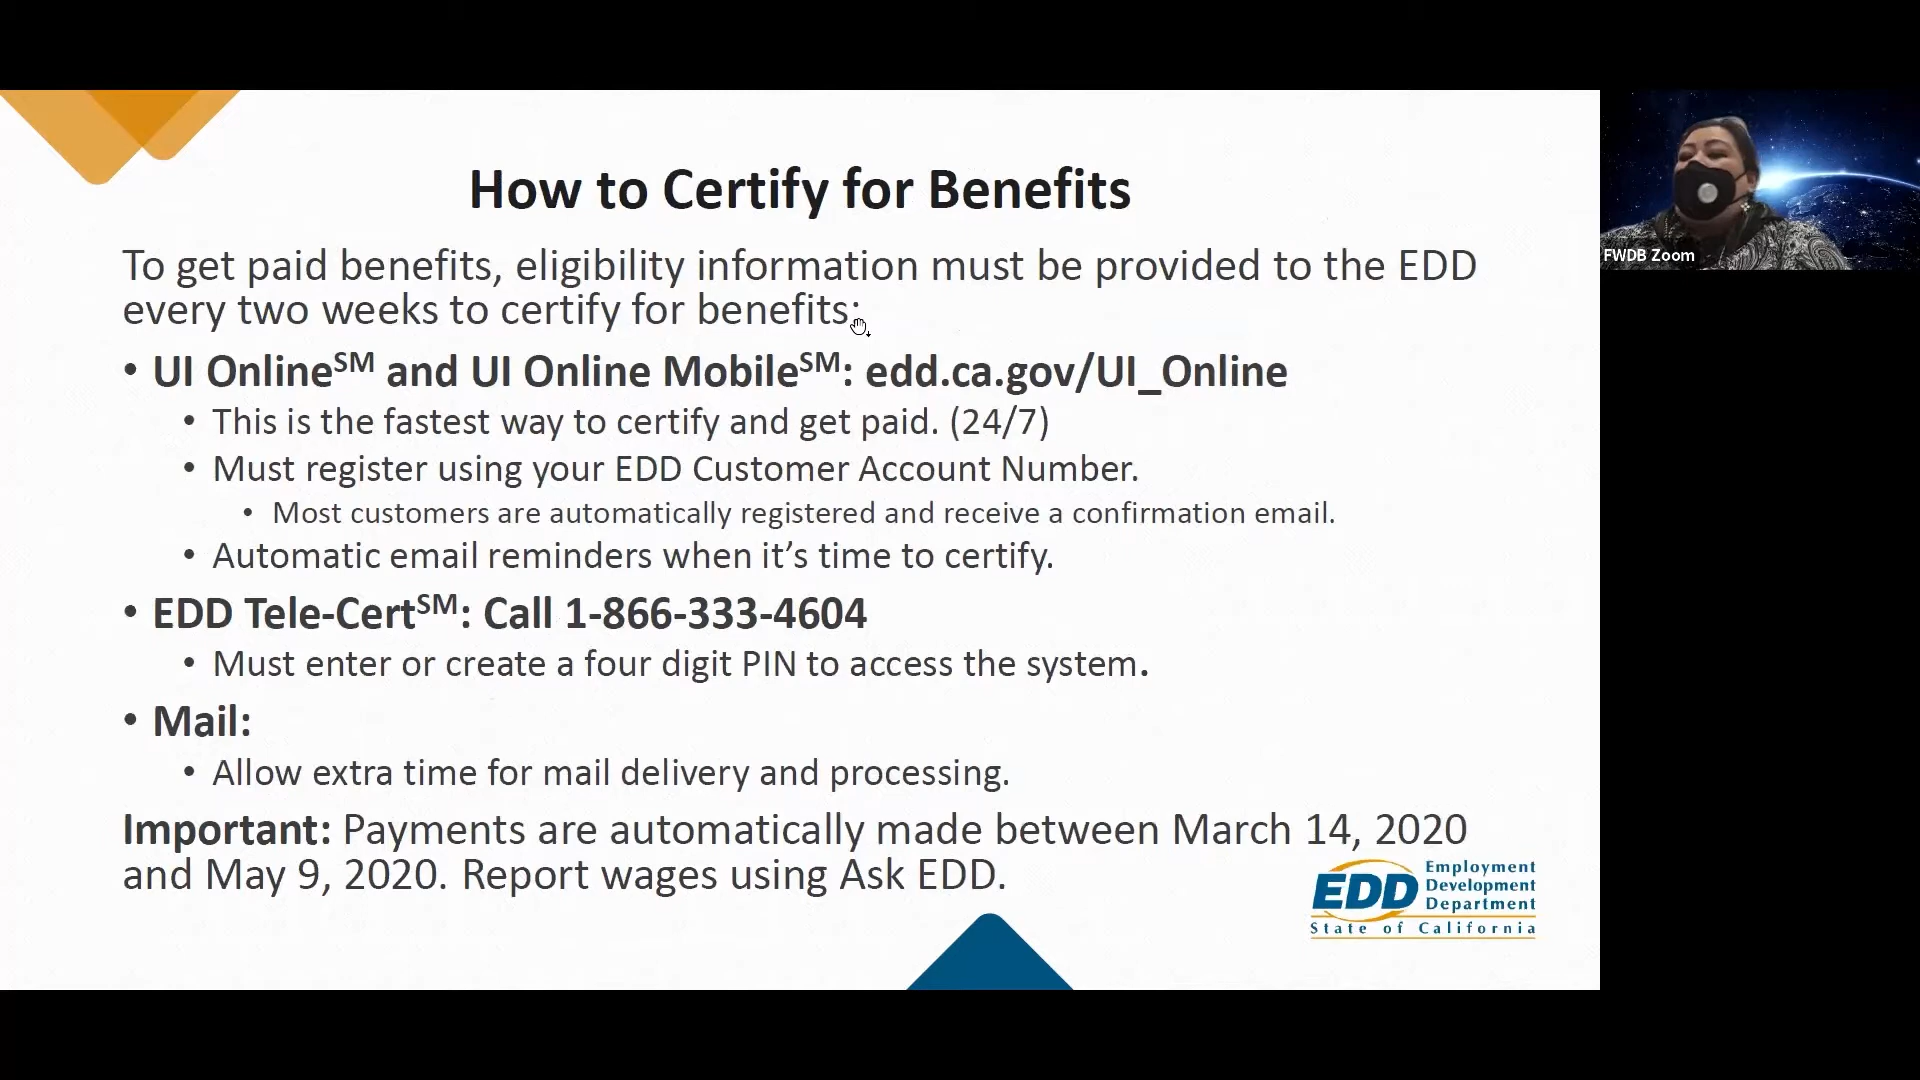 How to Certify for Benefits
To get paid benefits, eligibility information must be provided to the EDD
every two weeks to certify for benefits:
• UI Online℠ and UI Online Mobile℠: edd.ca.gov/UI_Online
• This is the fastest way to certify and get paid. (24/7)
• Must register using your EDD Customer Account Number.
• Most customers are automatically registered and receive a confirmation email.
• Automatic email reminders when it’s time to certify.
• EDD Tele-Cert℠: Call 1-866-333-4604
• Must enter or create a four digit PIN to access the system.
• Mail:
• Allow extra time for mail delivery and processing.
Important: Payments are automatically made between March 14, 2020
and May 9, 2020. Report wages using Ask EDD.
EDD
Employment
Development
Department
State of California
FWDB Zoom